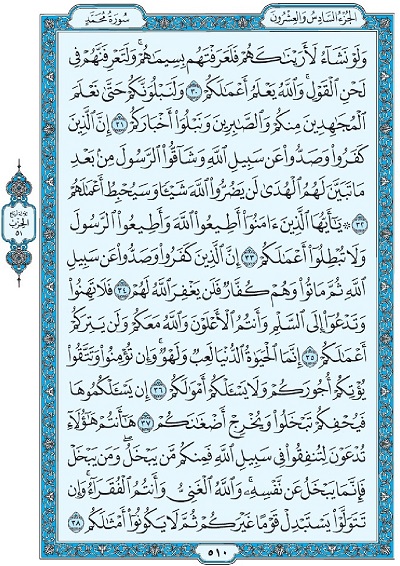 سُورَةُ مُحَمَّدٍ
الجُزْءُ السَّادِسُ وَالعِشْرُونَ
وَلَوْ نَشَآءُ لَأَرَيْنَٰكَهُمْ فَلَعَرَفْتَهُم بِسِيمَٰهُمْ ۚ وَلَتَعْرِفَنَّهُمْ فِى
لَحْنِ ٱلْقَوْلِ ۚ وَٱللَّهُ يَعْلَمُ أَعْمَٰلَكُمْ ٣٠ وَلَنَبْلُوَنَّكُمْ حَتَّىٰ نَعْلَمَ
ٱلْمُجَٰهِدِينَ مِنكُمْ وَٱلصَّٰبِرِينَ وَنَبْلُوَا۟ أَخْبَارَكُمْ ٣١ إِنَّ ٱلَّذِينَ
كَفَرُوا۟ وَصَدُّوا۟ عَن سَبِيلِ ٱللَّهِ وَشَآقُّوا۟ ٱلرَّسُولَ مِنۢ بَعْدِ
مَا تَبَيَّنَ لَهُمُ ٱلْهُدَىٰ لَن يَضُرُّوا۟ ٱللَّهَ شَيْـًٔا وَسَيُحْبِطُ أَعْمَٰلَهُمْ
٣٢ ۞ يَٰٓأَيُّهَا ٱلَّذِينَ ءَامَنُوٓا۟ أَطِيعُوا۟ ٱللَّهَ وَأَطِيعُوا۟ ٱلرَّسُولَ
وَلَا تُبْطِلُوٓا۟ أَعْمَٰلَكُمْ ٣٣ إِنَّ ٱلَّذِينَ كَفَرُوا۟ وَصَدُّوا۟ عَن سَبِيلِ
ٱللَّهِ ثُمَّ مَاتُوا۟ وَهُمْ كُفَّارٌ فَلَن يَغْفِرَ ٱللَّهُ لَهُمْ ٣٤ فَلَا تَهِنُوا۟
وَتَدْعُوٓا۟ إِلَى ٱلسَّلْمِ وَأَنتُمُ ٱلْأَعْلَوْنَ وَٱللَّهُ مَعَكُمْ وَلَن يَتِرَكُمْ
أَعْمَٰلَكُمْ ٣٥ إِنَّمَا ٱلْحَيَوٰةُ ٱلدُّنْيَا لَعِبٌ وَلَهْوٌ ۚ وَإِن تُؤْمِنُوا۟ وَتَتَّقُوا۟
يُؤْتِكُمْ أُجُورَكُمْ وَلَا يَسْـَٔلْكُمْ أَمْوَٰلَكُمْ ٣٦ إِن يَسْـَٔلْكُمُوهَا
فَيُحْفِكُمْ تَبْخَلُوا۟ وَيُخْرِجْ أَضْغَٰنَكُمْ ٣٧ هَٰٓأَنتُمْ هَٰٓؤُلَآءِ
تُدْعَوْنَ لِتُنفِقُوا۟ فِى سَبِيلِ ٱللَّهِ فَمِنكُم مَّن يَبْخَلُ ۖ وَمَن يَبْخَلْ
فَإِنَّمَا يَبْخَلُ عَن نَّفْسِهِۦ ۚ وَٱللَّهُ ٱلْغَنِىُّ وَأَنتُمُ ٱلْفُقَرَآءُ ۚ وَإِن
تَتَوَلَّوْا۟ يَسْتَبْدِلْ قَوْمًا غَيْرَكُمْ ثُمَّ لَا يَكُونُوٓا۟ أَمْثَٰلَكُم ٣٨
الحِزْبِ
٥١
٥١٠